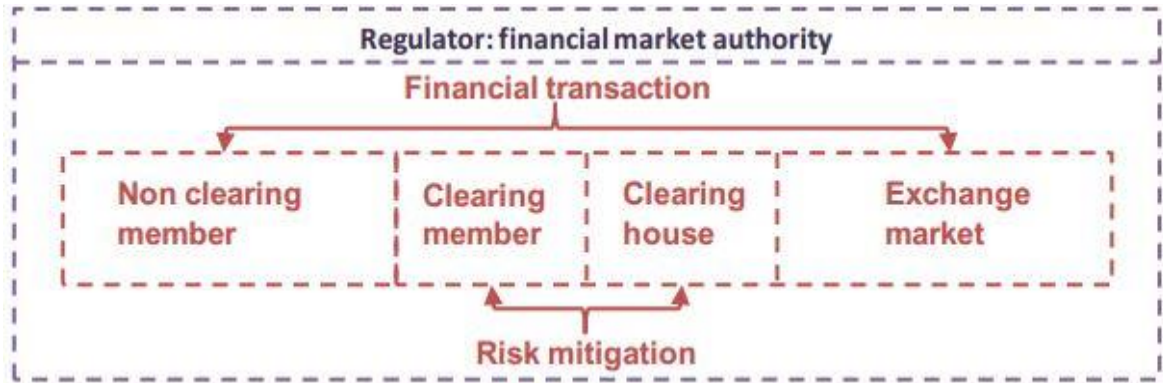 Regulator: financial market authority
Financial transaction
Non clearing
member
Clearing
member
Clearing
house
Exchange
market
Risk mitigation